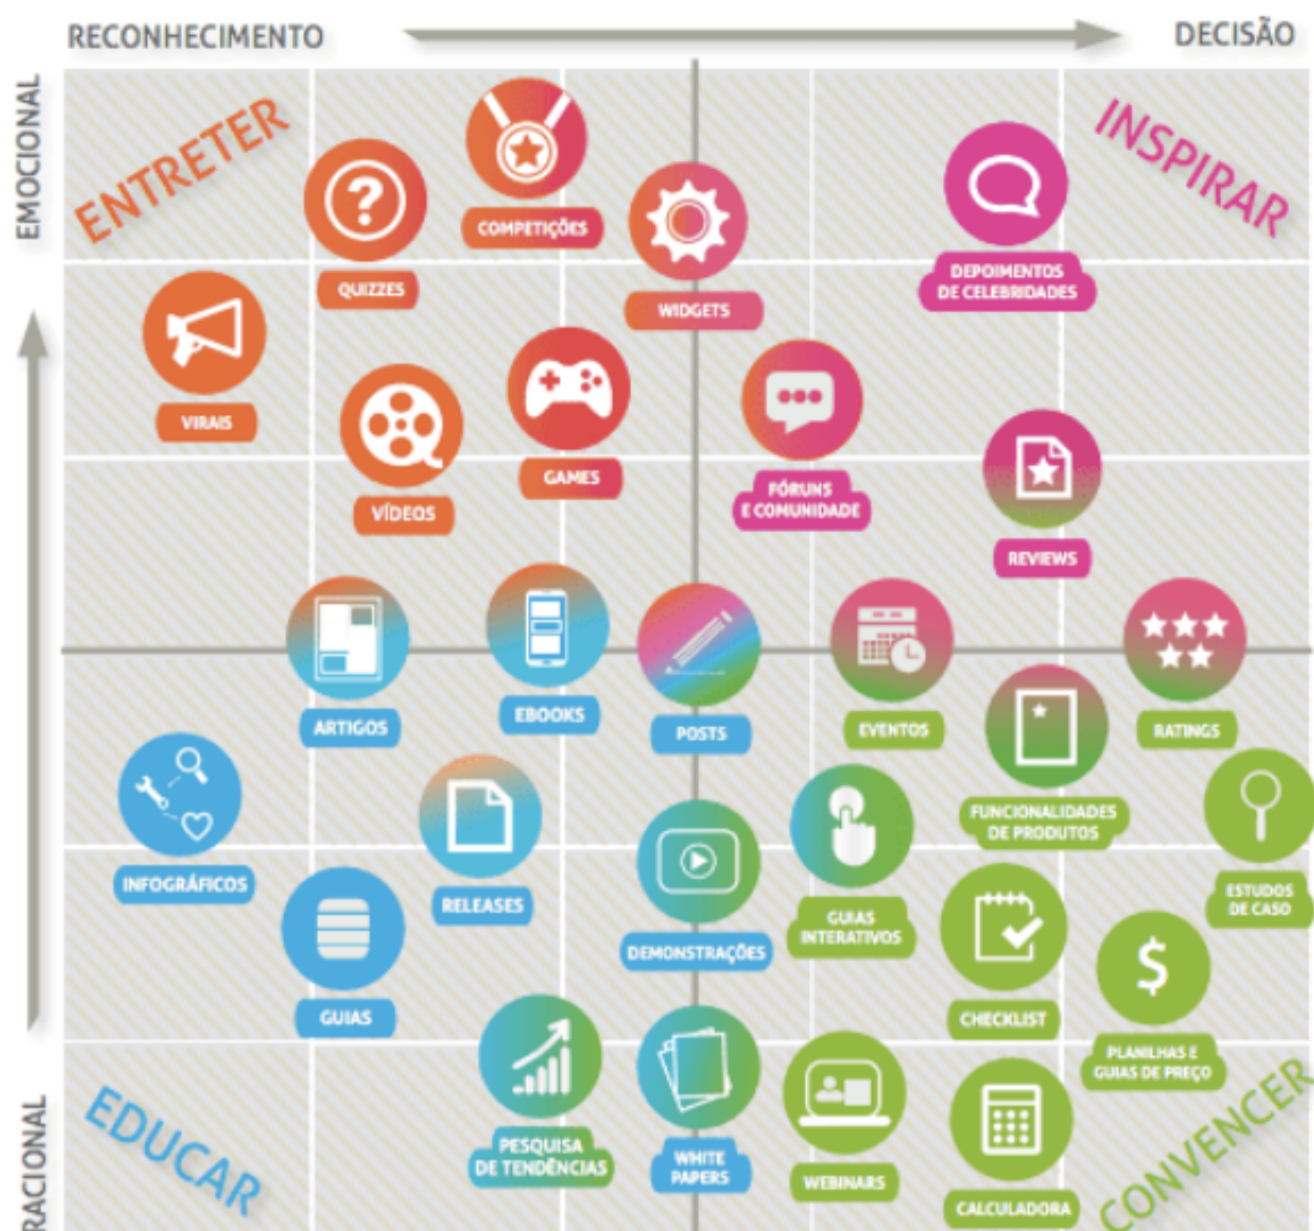 RECONHECIMENTO
DECISÃO
EMOCIONAL
ENTRETER
INSPIRAR
COMPETIÇÕES
QUIZZES
WIDGETS
DEPOIMENTOS
DE CELEBRIDADES
VIRAIS
VÍDEOS
GAMES
FÓRUNS
E COMUNIDADE
REVIEWS
ARTIGOS
EBOOKS
POSTS
EVENTOS
RATINGS
FUNCIONALIDADES
DE PRODUTOS
INFOGRÁFICOS
RELEASES
ESTUDOS
DE CASO
GUIAS
INTERATIVOS
DEMONSTRAÇÕES
GUIAS
CHECKLIST
$
PLANILHAS E
GUIAS DE PREÇO
RACIONAL
EDUCAR
PESQUISA
DE TENDÊNCIAS
WHITE
PAPERS
WEBINARS
CALCULADORA
CONVENCER